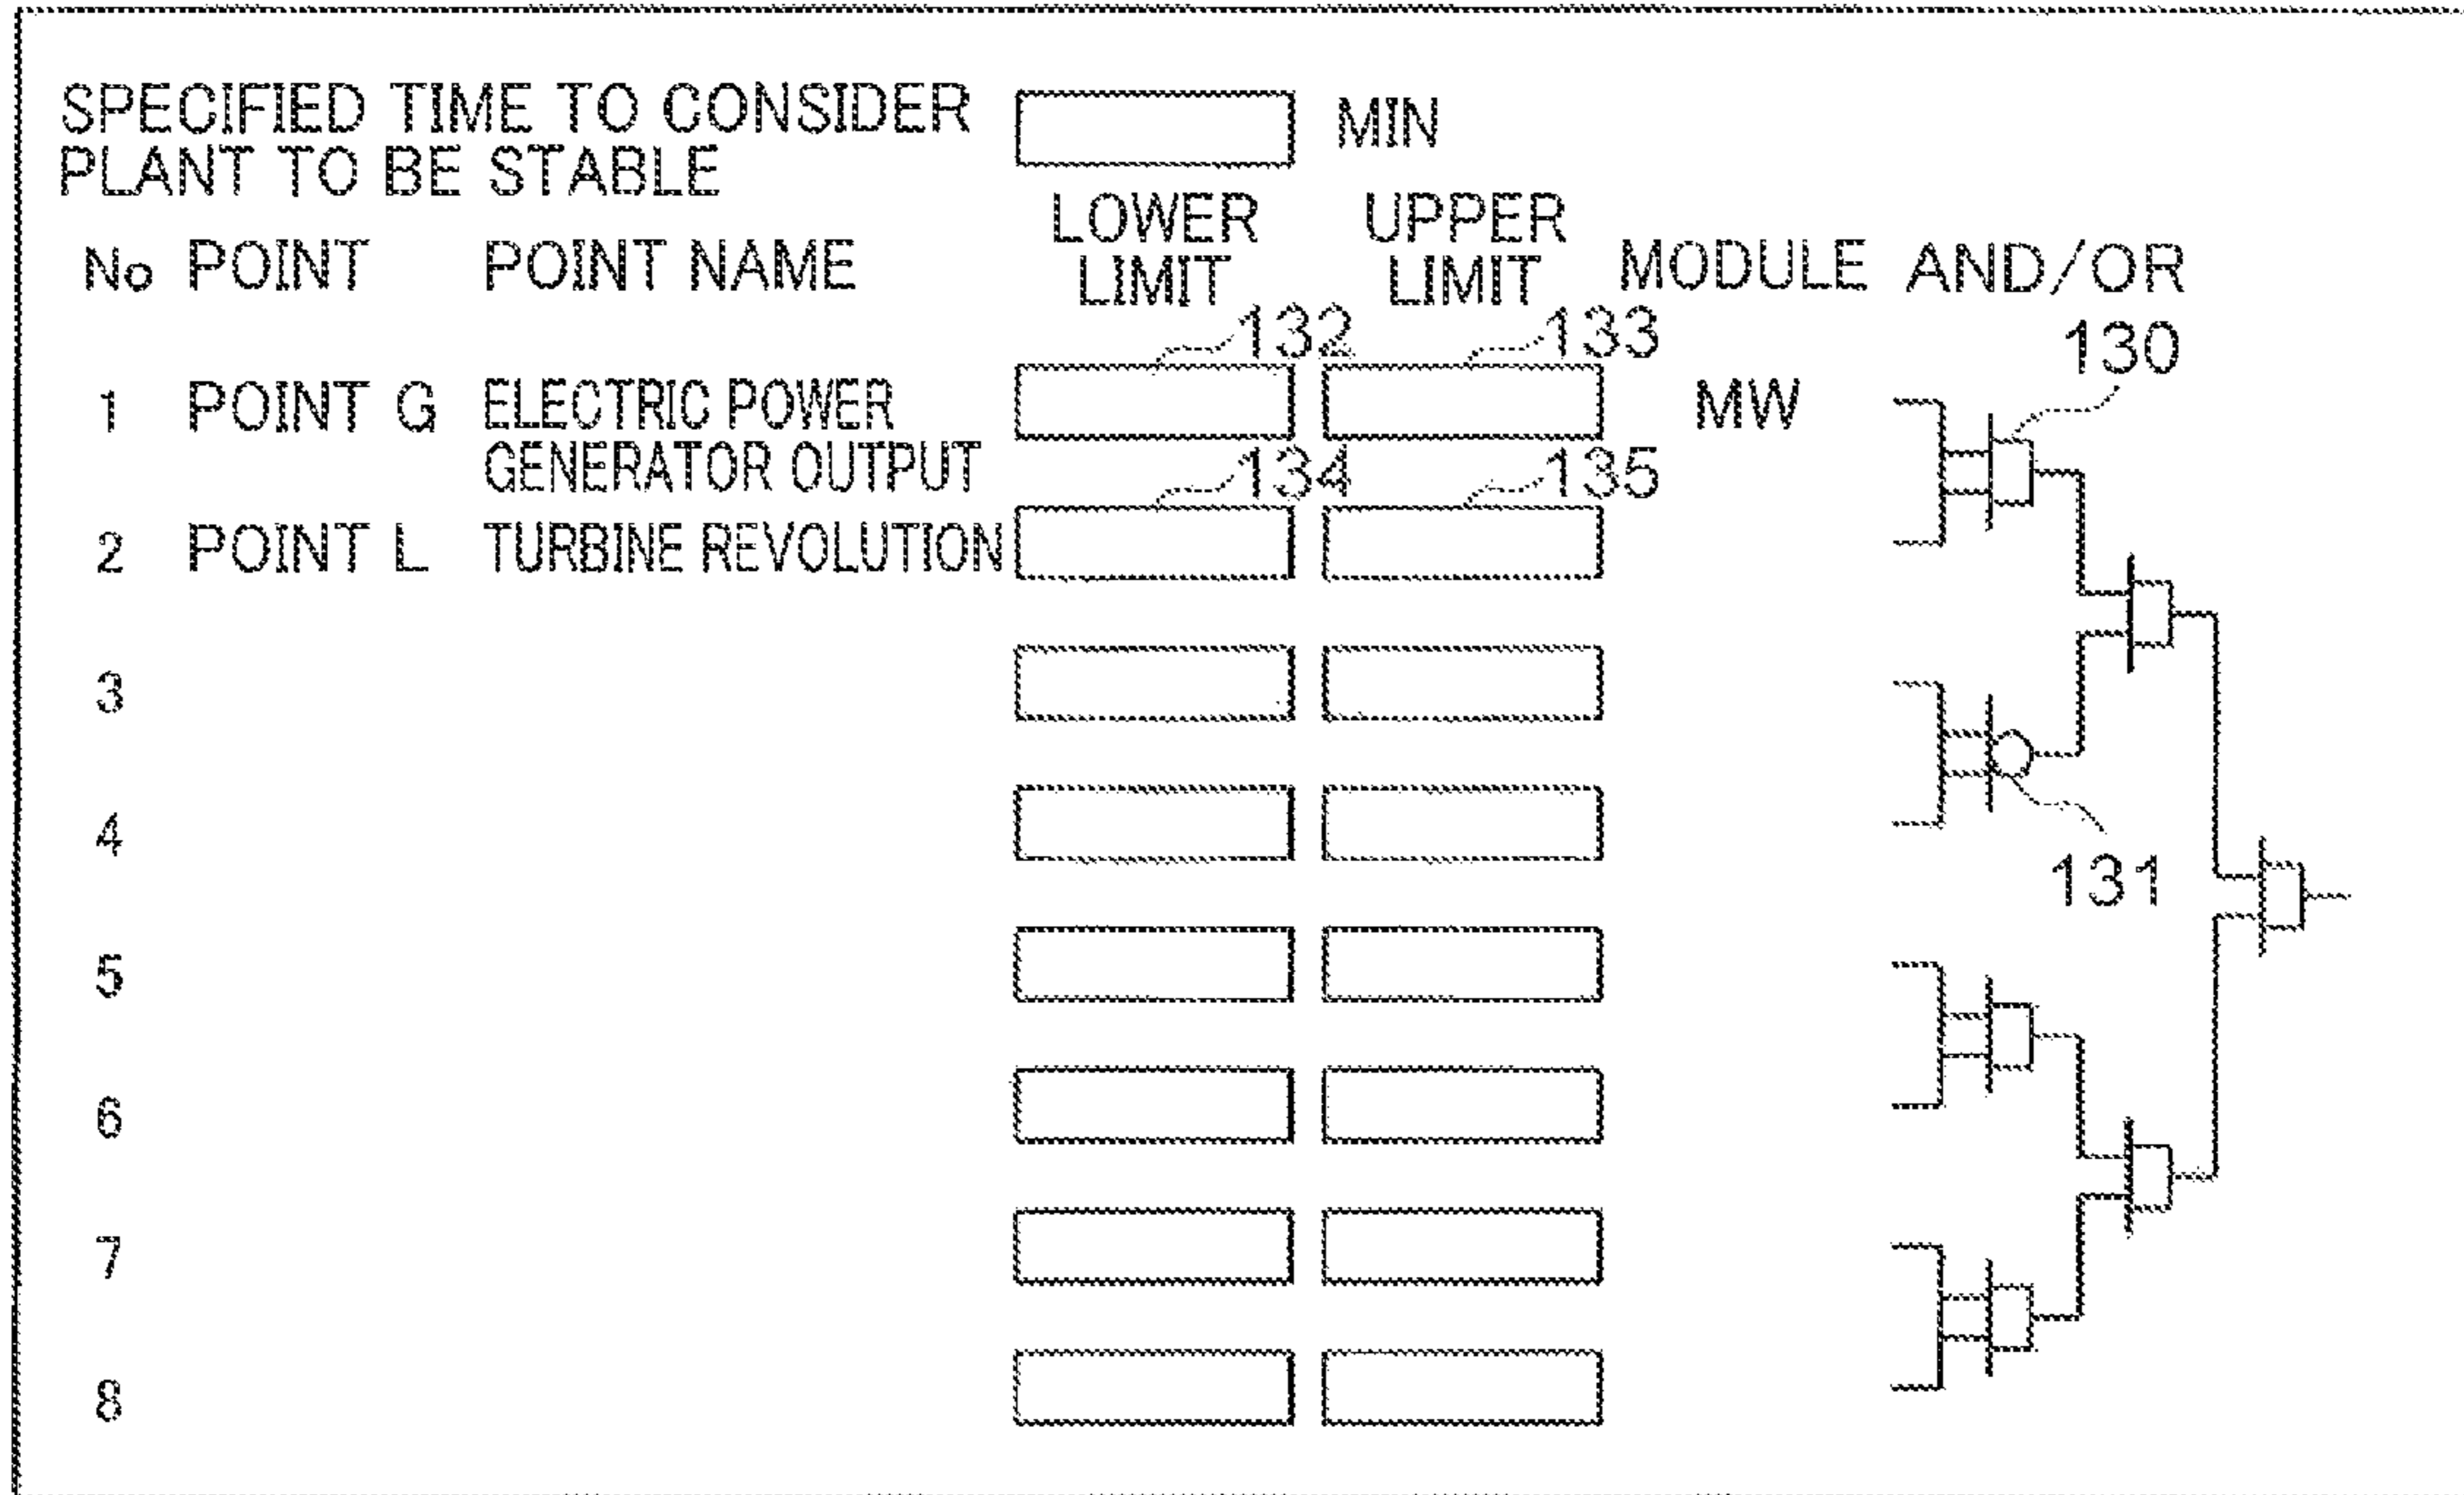 SPECIFIED TIME TO CONSIDER
PLANT TO BE STABLE
MIN
No POINT POINT NAME LOWER LIMIT UPPER LIMIT MODULE AND/OR
132 133 130
1 POINT G ELECTRIC POWER MW
GENERATOR OUTPUT 134 135
2 POINT L TURBINE REVOLUTION
3
4
131
5
6
7
8